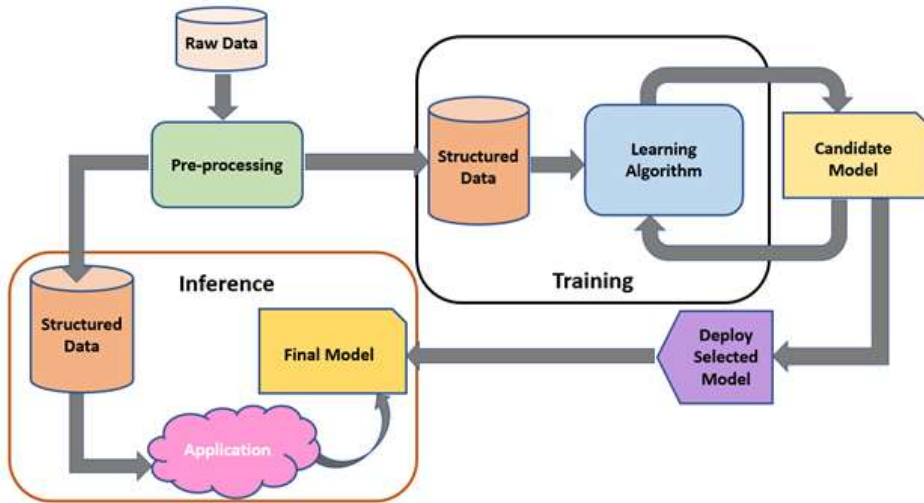 Raw Data
Pre-processing
Structured
Data
Learning
Algorithm
Candidate
Model
Training
Inference
Structured
Data
Final Model
Deploy
Selected
Model
Application